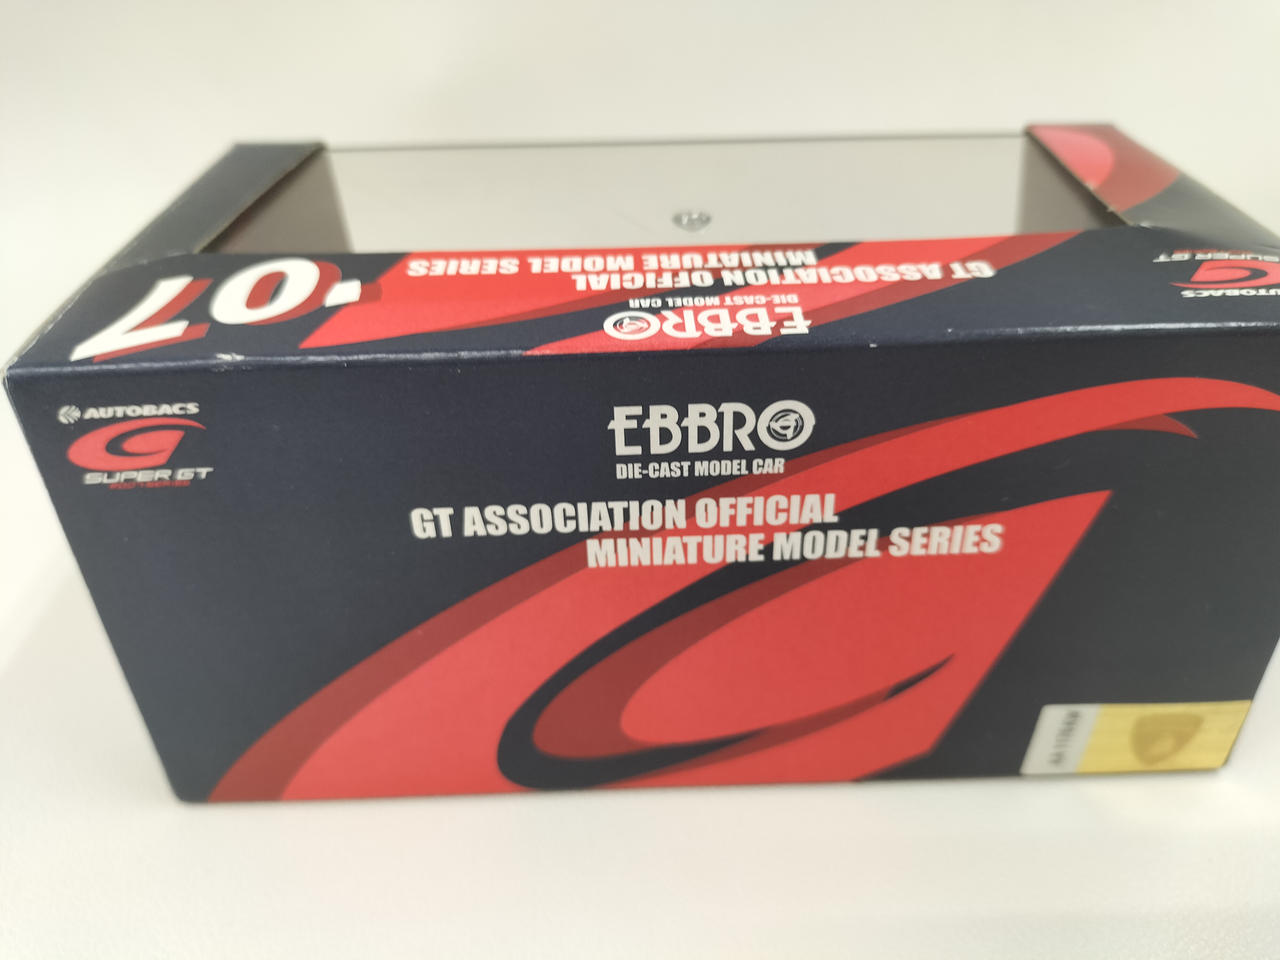 '07
GT ASSOCIATION OFFICIAL
MINIATURE MODEL SERIES
EBBRO
DIE-CAST MODEL CAR
AUTOBACS
SUPER GT
AUTOBACS
SUPER GT
EBBRO
DIE-CAST MODEL CAR
GT ASSOCIATION OFFICIAL
MINIATURE MODEL SERIES